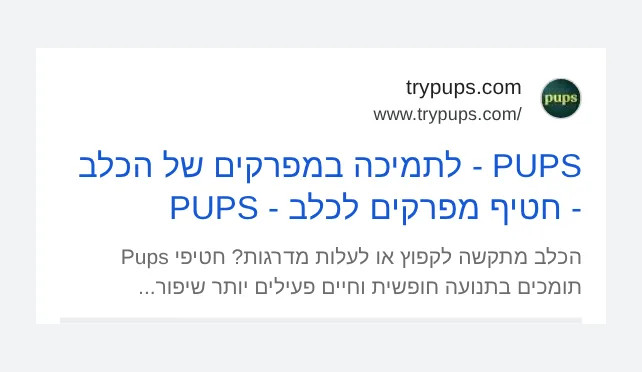 trypups.com
pups
www.trypups.com/
PUPS - לתמיכה במפרקים של הכלב
- חטיף מפרקים לכלב - PUPS
הכלב מתקשה לקפוץ או לעלות מדרגות? חטיפי Pups
תומכים בתנועה חופשית וחיים פעילים יותר שיפור...